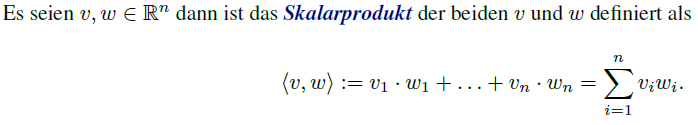 Es seien v, w ∈ ℝⁿ dann ist das Skalarprodukt der beiden v und w definiert als
⟨v, w⟩ := v₁ · w₁ + . . . + vₙ · wₙ = ∑ᵢ₌₁ⁿ vᵢwᵢ.